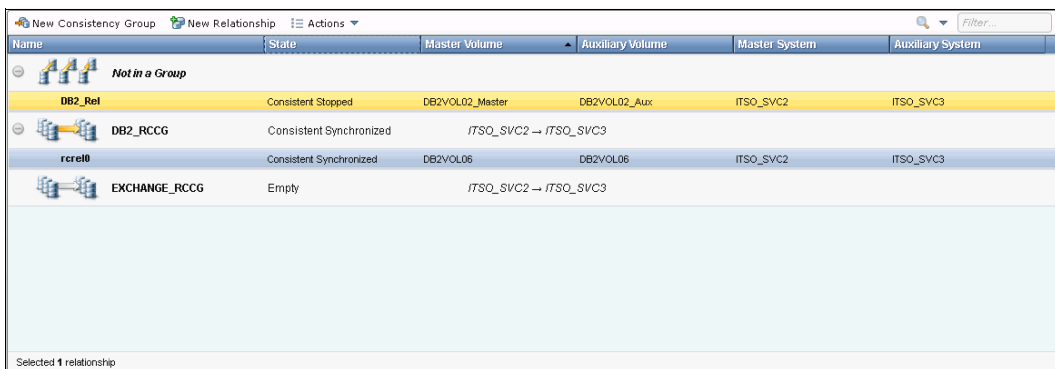 New Consistency Group New Relationship Actions Filter...
Name State Master Volume Auxiliary Volume Master System Auxiliary System
Not in a Group
DB2_Rel Consistent Stopped DB2VOL02_Master DB2VOL02_Aux ITSO_SVC2 ITSO_SVC3
DB2_RCCG Consistent Synchronized ITSO_SVC2 → ITSO_SVC3
rcrel0 Consistent Synchronized DB2VOL06 DB2VOL06 ITSO_SVC2 ITSO_SVC3
EXCHANGE_RCCG Empty ITSO_SVC2 → ITSO_SVC3
Selected 1 relationship